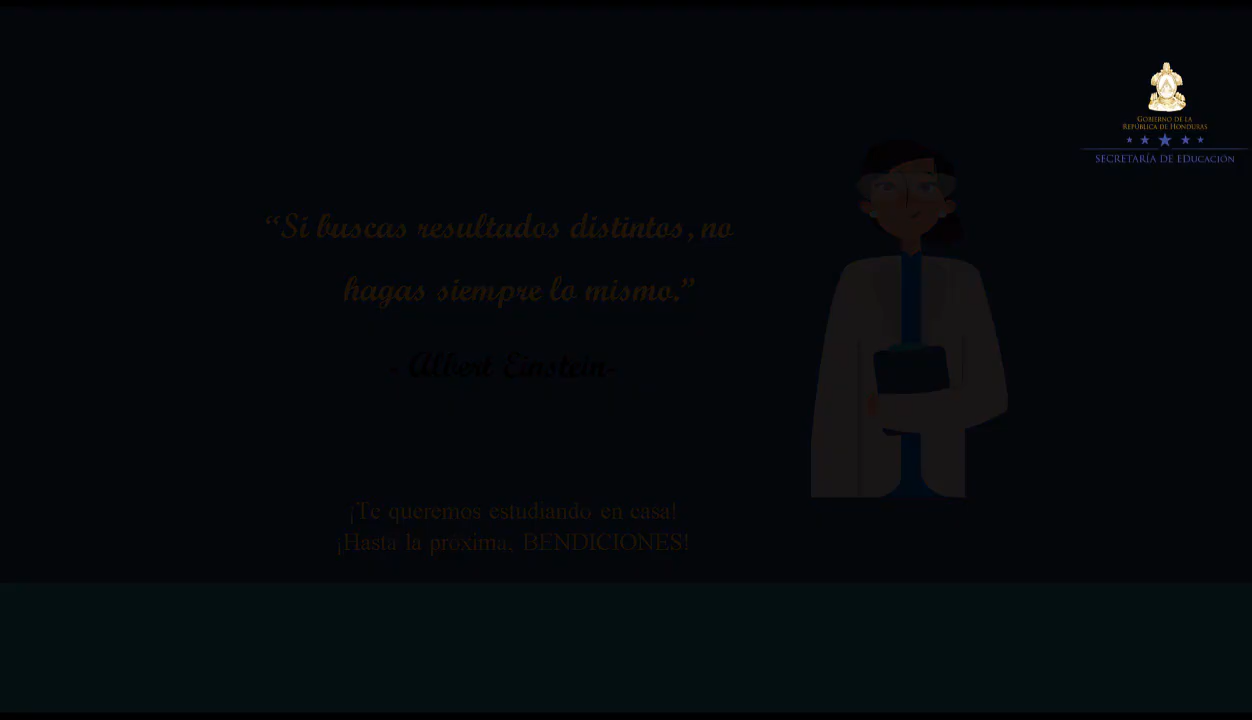 GOBIERNO DE LA
REPÚBLICA DE HONDURAS
SECRETARÍA DE EDUCACIÓN
“Si buscas resultados distintos, no
hagas siempre lo mismo.”
- Albert Einstein-
¡Te queremos estudiando en casa!
¡Hasta la proxima, BENDICIONES!